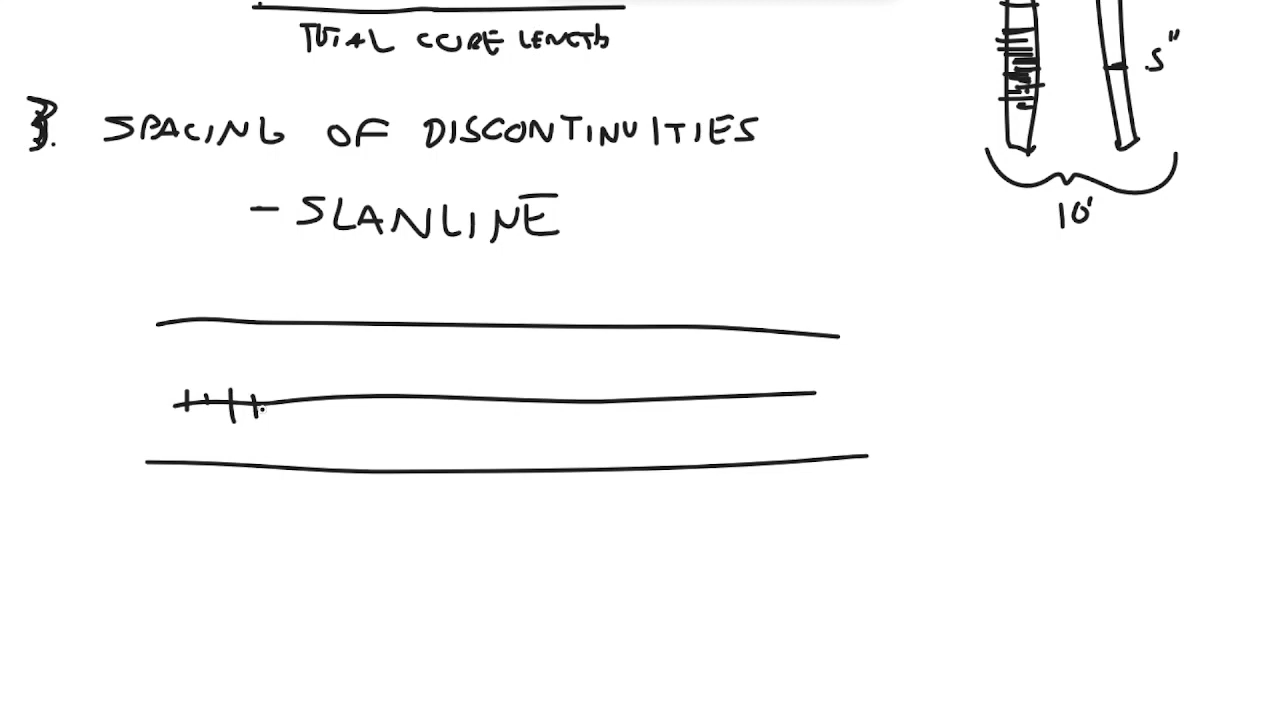 TOTAL CORE LENGTH
3. SPACING OF DISCONTINUITIES
- SCANLINE
5"
10'